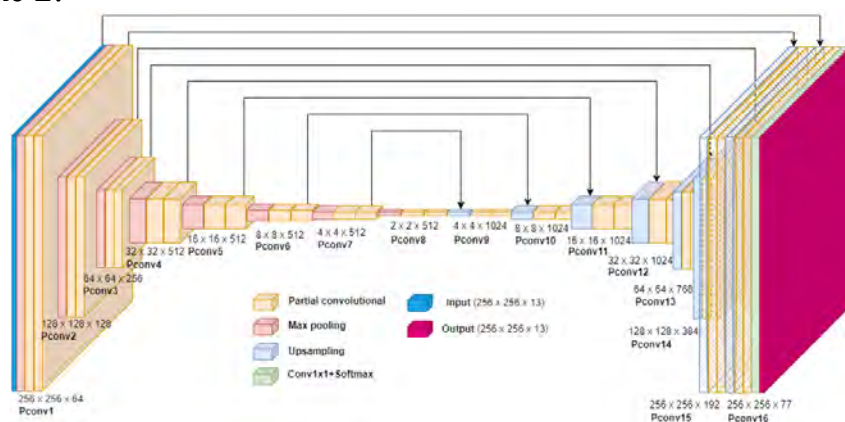 256 x 256 x 64
Pconv1
128 x 128 x 128
Pconv2
64 x 64 x 256
Pconv3
32 x 32 x 512
Pconv4
16 x 16 x 512
Pconv5
8 x 8 x 512
Pconv6
4 x 4 x 512
Pconv7
2 x 2 x 512
Pconv8
4 x 4 x 1024
Pconv9
8 x 8 x 1024
Pconv10
16 x 16 x 1024
Pconv11
32 x 32 x 1024
Pconv12
64 x 64 x 768
Pconv13
128 x 128 x 384
Pconv14
256 x 256 x 192
Pconv15
256 x 256 x 77
Pconv16
Partial convolutional
Max pooling
Upsampling
Conv1x1+Softmax
Input (256 x 256 x 13)
Output (256 x 256 x 13)